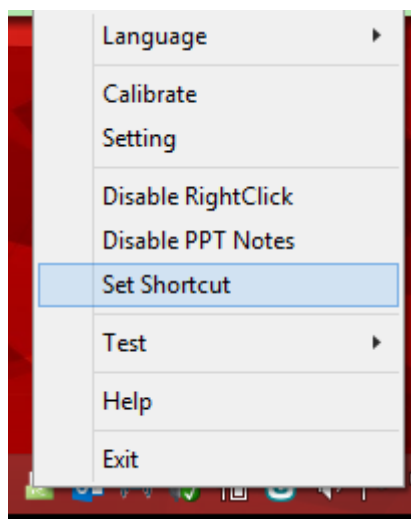 Language
Calibrate
Setting
Disable RightClick
Disable PPT Notes
Set Shortcut
Test
Help
Exit